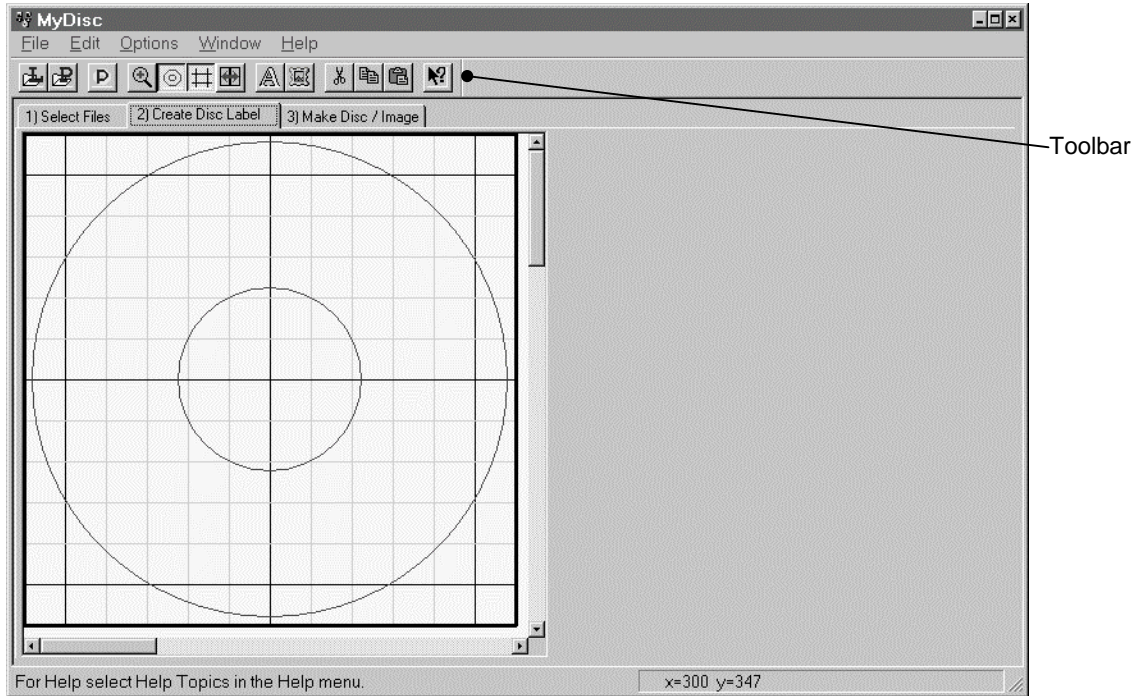 MyDisc
File Edit Options Window Help
P A
Toolbar
1) Select Files 2) Create Disc Label 3) Make Disc / Image
For Help select Help Topics in the Help menu.
x=300 y=347